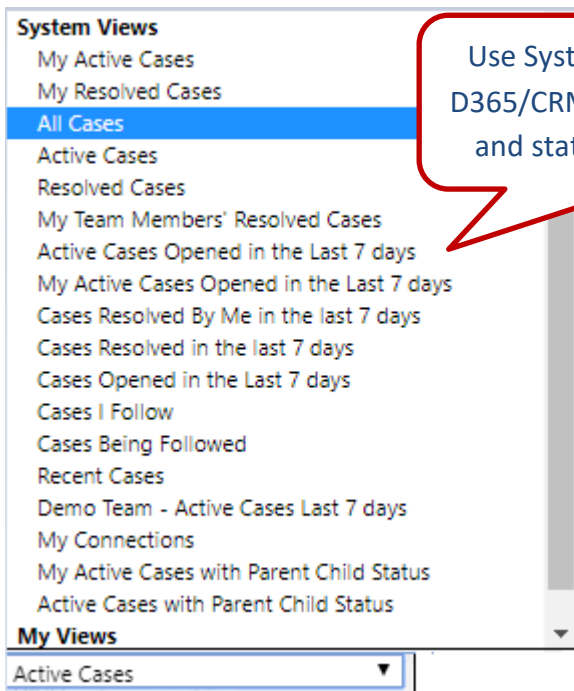 System Views
My Active Cases
My Resolved Cases
All Cases
Active Cases
Resolved Cases
My Team Members' Resolved Cases
Active Cases Opened in the Last 7 days
My Active Cases Opened in the Last 7 days
Cases Resolved By Me in the last 7 days
Cases Resolved in the last 7 days
Cases Opened in the Last 7 days
Cases I Follow
Cases Being Followed
Recent Cases
Demo Team - Active Cases Last 7 days
My Connections
My Active Cases with Parent Child Status
Active Cases with Parent Child Status
My Views
Active Cases
Use Syst
D365/CRM
and stat